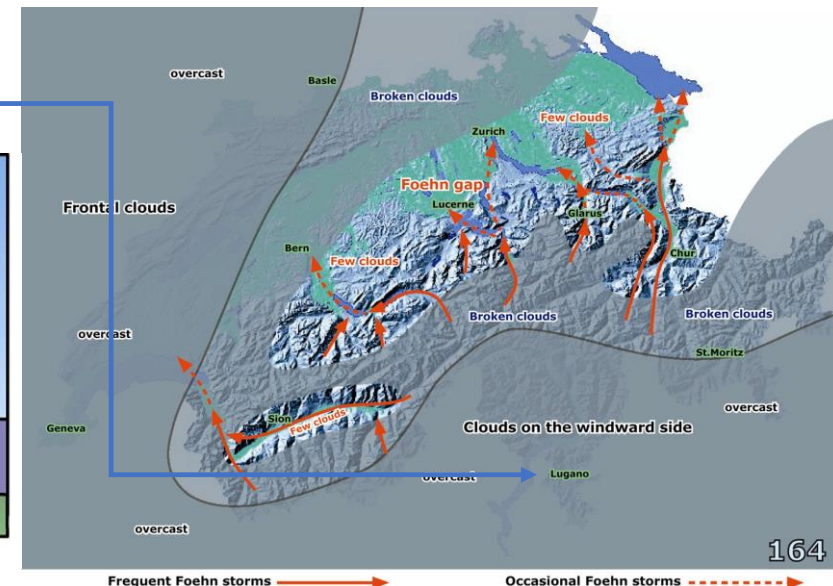 overcast
Basle
Broken clouds
Zurich
Few clouds
Foehn gap
Frontal clouds
Lucerne
Glarus
Bern
Few clouds
Chur
Broken clouds
Broken clouds
overcast
St.Moritz
overcast
Sion
Few clouds
Geneva
Clouds on the windward side
overcast
Lugano
overcast
164
Frequent Foehn storms
Occasional Foehn storms